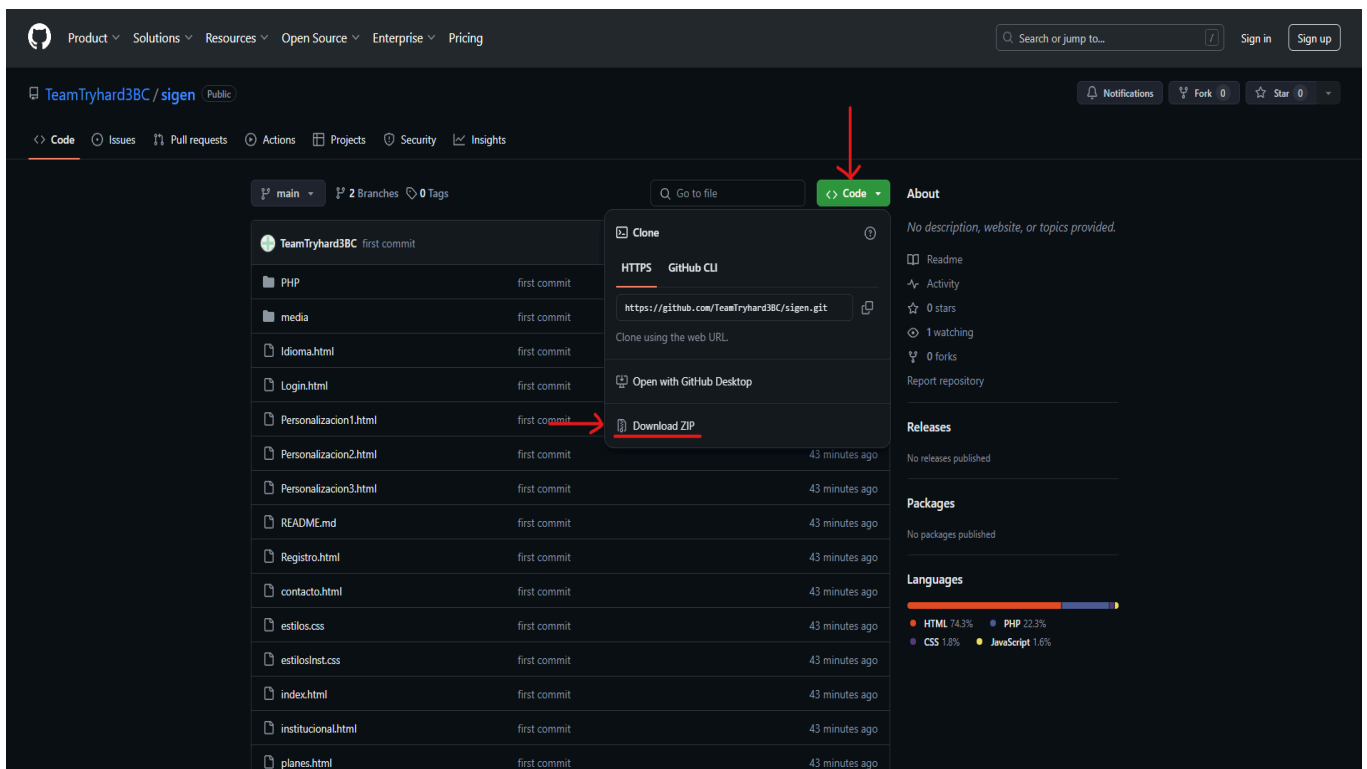 Product Solutions Resources Open Source Enterprise Pricing Search or jump to... / Sign in Sign up
TeamTryhard3BC / sigen Public Notifications Fork 0 Star 0
<> Code Issues Pull requests Actions Projects Security Insights
main 2 Branches 0 Tags Go to file <> Code
TeamTryhard3BC first commit
PHP first commit
media first commit
Idioma.html first commit
Login.html first commit
Personalizacion1.html first commit
Personalizacion2.html first commit 43 minutes ago
Personalizacion3.html first commit 43 minutes ago
README.md first commit 43 minutes ago
Registro.html first commit 43 minutes ago
contacto.html first commit 43 minutes ago
estilos.css first commit 43 minutes ago
estilosInst.css first commit 43 minutes ago
index.html first commit 43 minutes ago
institucional.html first commit 43 minutes ago
planes.html first commit 43 minutes ago
Clone
HTTPS GitHub CLI
https://github.com/TeamTryhard3BC/sigen.git
Clone using the web URL.
Open with GitHub Desktop
Download ZIP
About
No description, website, or topics provided.
Readme
Activity
0 stars
1 watching
0 forks
Report repository
Releases
No releases published
Packages
No packages published
Languages
HTML 74.3% PHP 22.3%
CSS 1.8% JavaScript 1.6%